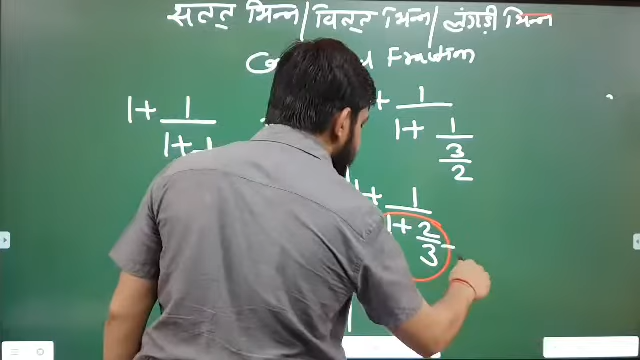 सतत भिन्न/वितत भिन्न/लंगड़ी भिन्न
Fraction
1+ 1/1+1
+ 1/1+ 1/3/2
1+ 1/1+ 2/3